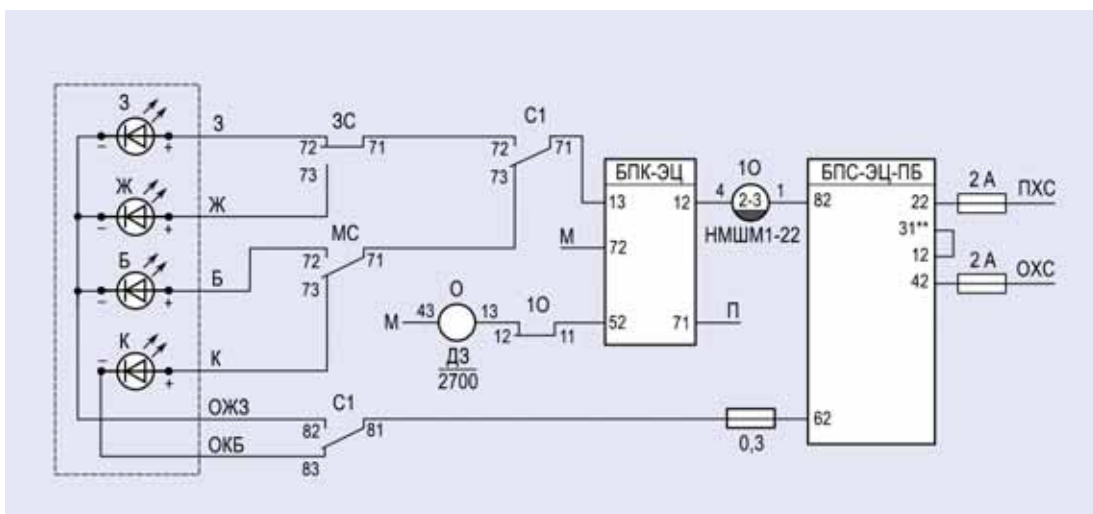 З
З
ЗС
С1
72
71
73
72
71
73
–
+
Ж
Ж
–
+
БПК-ЭЦ
13
12
72
52
71
1О
4
2-3
1
НМШМ1-22
БПС-ЭЦ-ПБ
82
22
31**
12
42
62
2 А
ПХС
2 А
ОХС
МС
72
71
73
Б
Б
–
+
М
О
М
43
13
ДЗ
2700
1О
12
11
П
К
К
–
+
ОЖЗ
С1
82
81
83
ОКБ
0,3